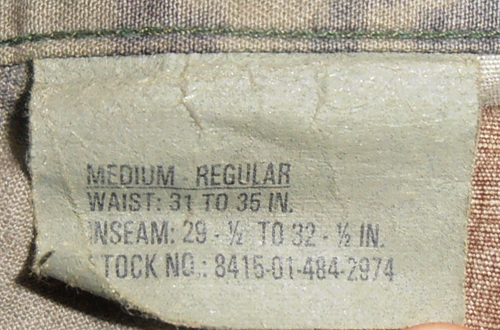 MEDIUM - REGULAR
WAIST: 31 TO 35 IN.
INSEAM: 29 - ½ TO 32 - ½ IN.
STOCK NO.: 8415-01-484-2974